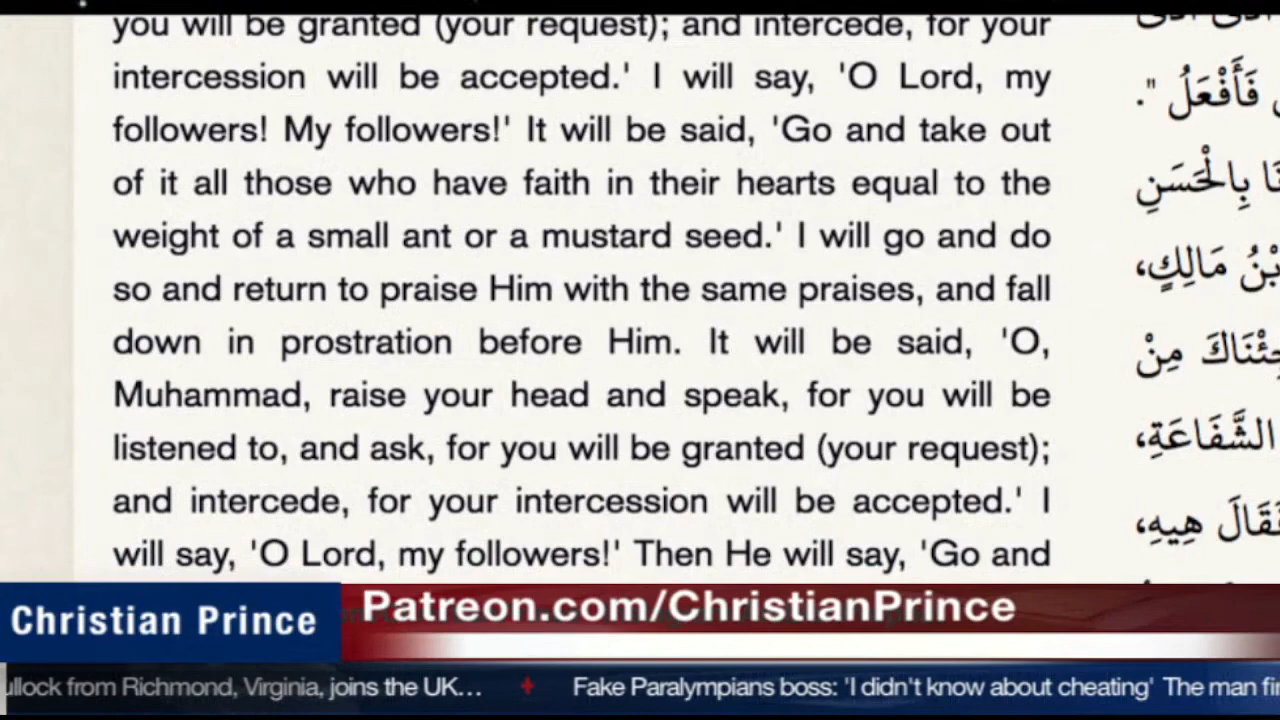 you will be granted (your request); and intercede, for your
intercession will be accepted.' I will say, 'O Lord, my
followers! My followers!' It will be said, 'Go and take out
of it all those who have faith in their hearts equal to the
weight of a small ant or a mustard seed.' I will go and do
so and return to praise Him with the same praises, and fall
down in prostration before Him. It will be said, 'O,
Muhammad, raise your head and speak, for you will be
listened to, and ask, for you will be granted (your request);
and intercede, for your intercession will be accepted.' I
will say, 'O Lord, my followers!' Then He will say, 'Go and
فَأَفْعَلُ ".
بِالْحَسَنِ
بْنُ مَالِكٍ،
جِئْنَاكَ مِنْ
الشَّفَاعَةِ،
فَقَالَ هِيهِ،
Christian Prince
Patreon.com/ChristianPrince
ullock from Richmond, Virginia, joins the UK... + Fake Paralympians boss: 'I didn't know about cheating' The man fi